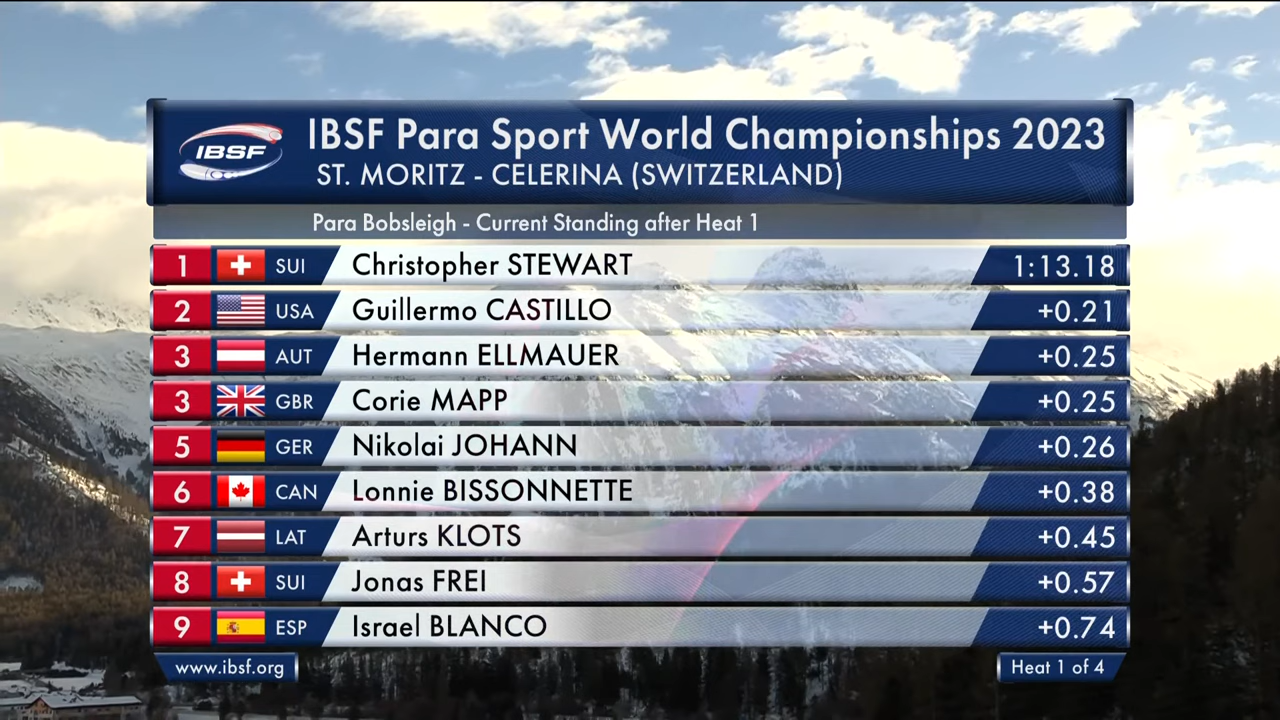 IBSF
IBSF Para Sport World Championships 2023
ST. MORITZ - CELERINA (SWITZERLAND)
Para Bobsleigh - Current Standing after Heat 1
1 SUI Christopher STEWART 1:13.18
2 USA Guillermo CASTILLO +0.21
3 AUT Hermann ELLMAUER +0.25
3 GBR Corie MAPP +0.25
5 GER Nikolai JOHANN +0.26
6 CAN Lonnie BISSONNETTE +0.38
7 LAT Arturs KLOTS +0.45
8 SUI Jonas FREI +0.57
9 ESP Israel BLANCO +0.74
www.ibsf.org Heat 1 of 4